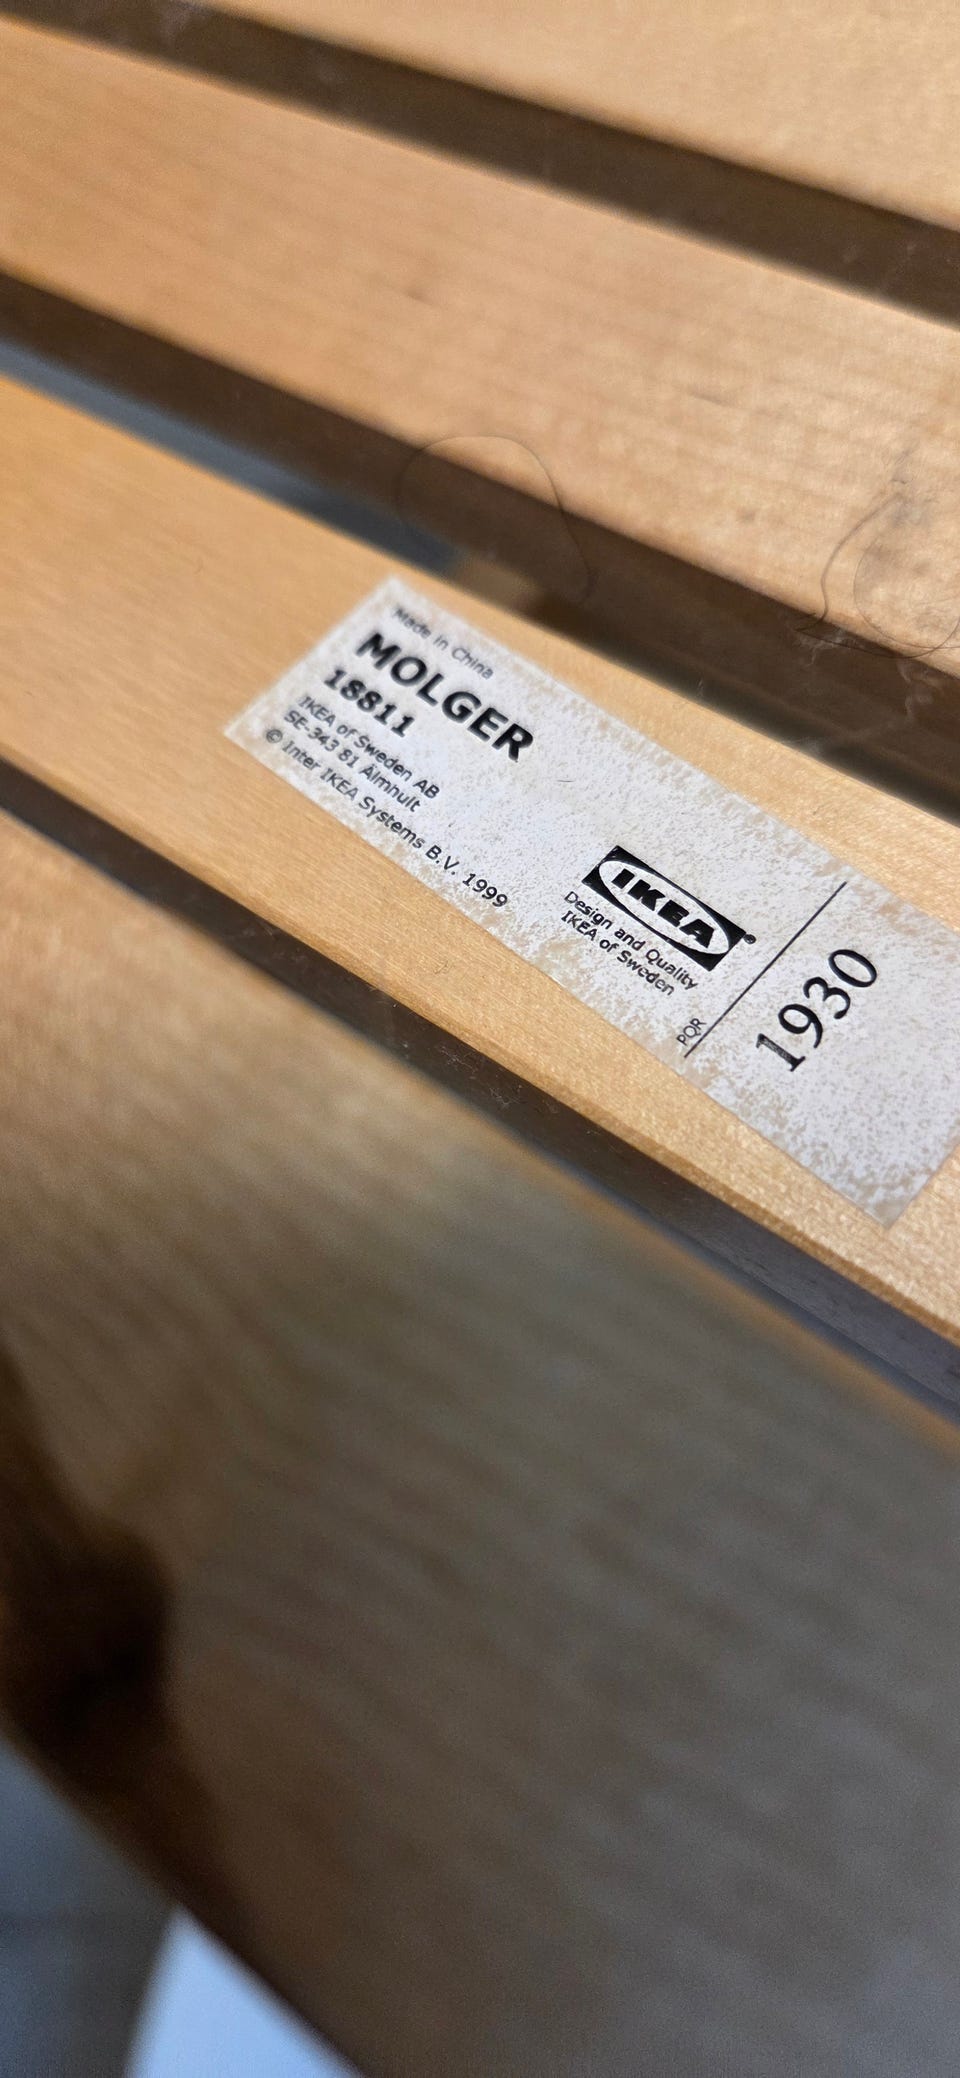 Made in China
MOLGER
18811
IKEA of Sweden AB
SE-343 81 Älmhult
© Inter IKEA Systems B.V. 1999
IKEA®
Design and Quality
IKEA of Sweden
PQR
1930